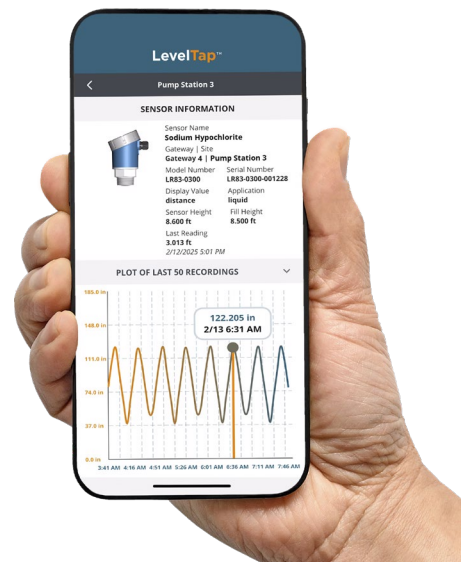 LevelTap™
Pump Station 3
SENSOR INFORMATION
Sensor Name
Sodium Hypochlorite
Gateway | Site
Gateway 4 | Pump Station 3
Model Number Serial Number
LR83-0300 LR83-0300-001228
Display Value Application
distance liquid
Sensor Height Fill Height
8.600 ft 8.500 ft
Last Reading
3.013 ft
2/12/2025 5:01 PM
PLOT OF LAST 50 RECORDINGS
185.0 in
122.205 in
2/13 6:31 AM
148.0 in
111.0 in
74.0 in
37.0 in
0.0 in
3:41 AM 4:16 AM 4:51 AM 5:26 AM 6:01 AM 6:36 AM 7:11 AM 7:46 AM